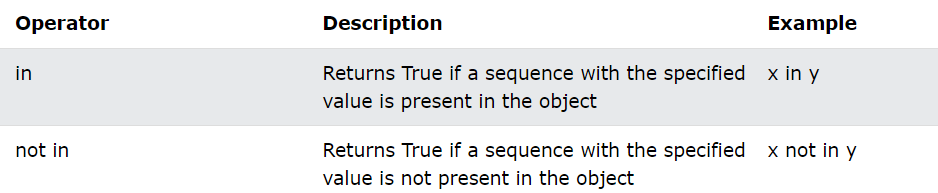 Operator Description Example
in Returns True if a sequence with the specified x in y
value is present in the object
not in Returns True if a sequence with the specified x not in y
value is not present in the object